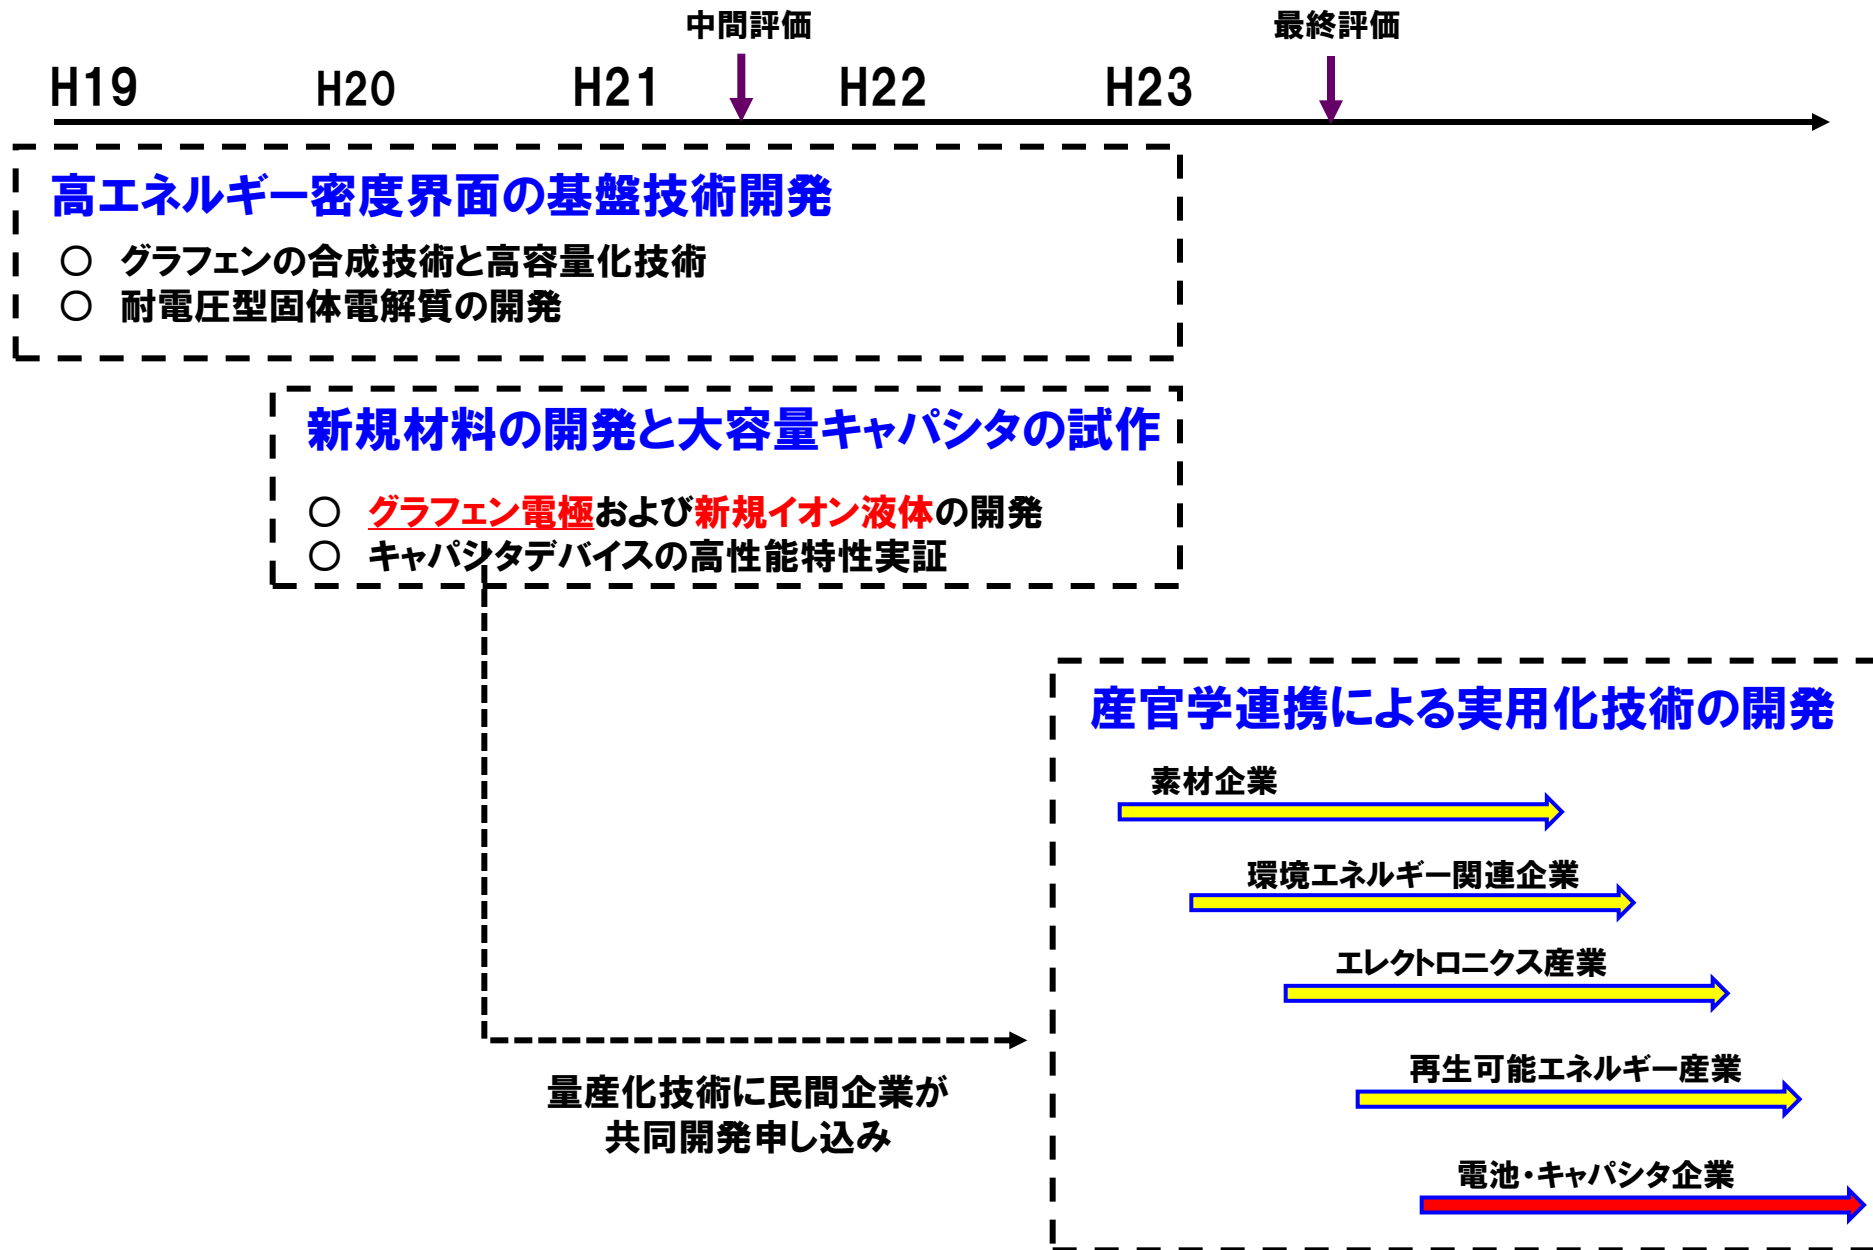 中間評価
最終評価
H19 H20 H21 H22 H23
高エネルギー密度界面の基盤技術開発
○ グラフェンの合成技術と高容量化技術
○ 耐電圧型固体電解質の開発
新規材料の開発と大容量キャパシタの試作
○ グラフェン電極および新規イオン液体の開発
○ キャパシタデバイスの高性能特性実証
産官学連携による実用化技術の開発
素材企業
環境エネルギー関連企業
エレクトロニクス産業
再生可能エネルギー産業
電池・キャパシタ企業
量産化技術に民間企業が
共同開発申し込み